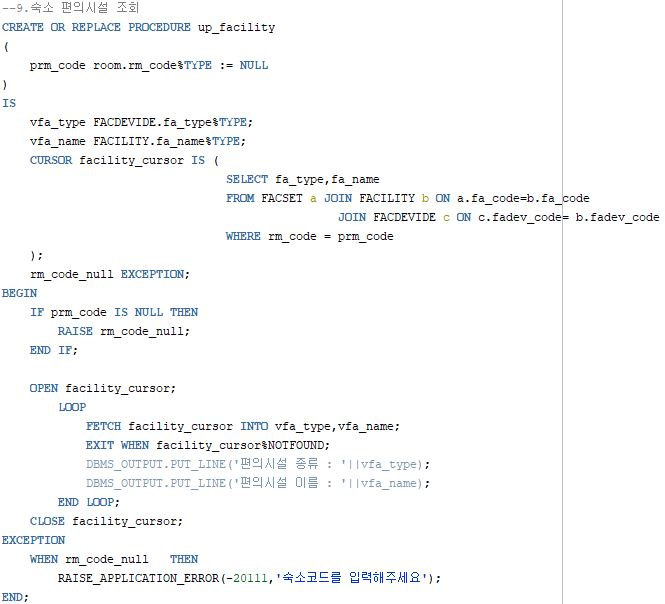 --9.숙소 편의시설 조회
CREATE OR REPLACE PROCEDURE up_facility
(
    prm_code room.rm_code%TYPE := NULL
)
IS
    vfa_type FACDEVIDE.fa_type%TYPE;
    vfa_name FACILITY.fa_name%TYPE;
    CURSOR facility_cursor IS (
                                SELECT fa_type,fa_name
                                FROM FACSET a JOIN FACILITY b ON a.fa_code=b.fa_code
                                                JOIN FACDEVIDE c ON c.fadev_code= b.fadev_code
                                WHERE rm_code = prm_code
    );
    rm_code_null EXCEPTION;
BEGIN
    IF prm_code IS NULL THEN
        RAISE rm_code_null;
    END IF;
    OPEN facility_cursor;
        LOOP
            FETCH facility_cursor INTO vfa_type,vfa_name;
            EXIT WHEN facility_cursor%NOTFOUND;
            DBMS_OUTPUT.PUT_LINE('편의시설 종류 : '||vfa_type);
            DBMS_OUTPUT.PUT_LINE('편의시설 이름 : '||vfa_name);
        END LOOP;
    CLOSE facility_cursor;
EXCEPTION
    WHEN rm_code_null   THEN
        RAISE_APPLICATION_ERROR(-20111,'숙소코드를 입력해주세요');
END;